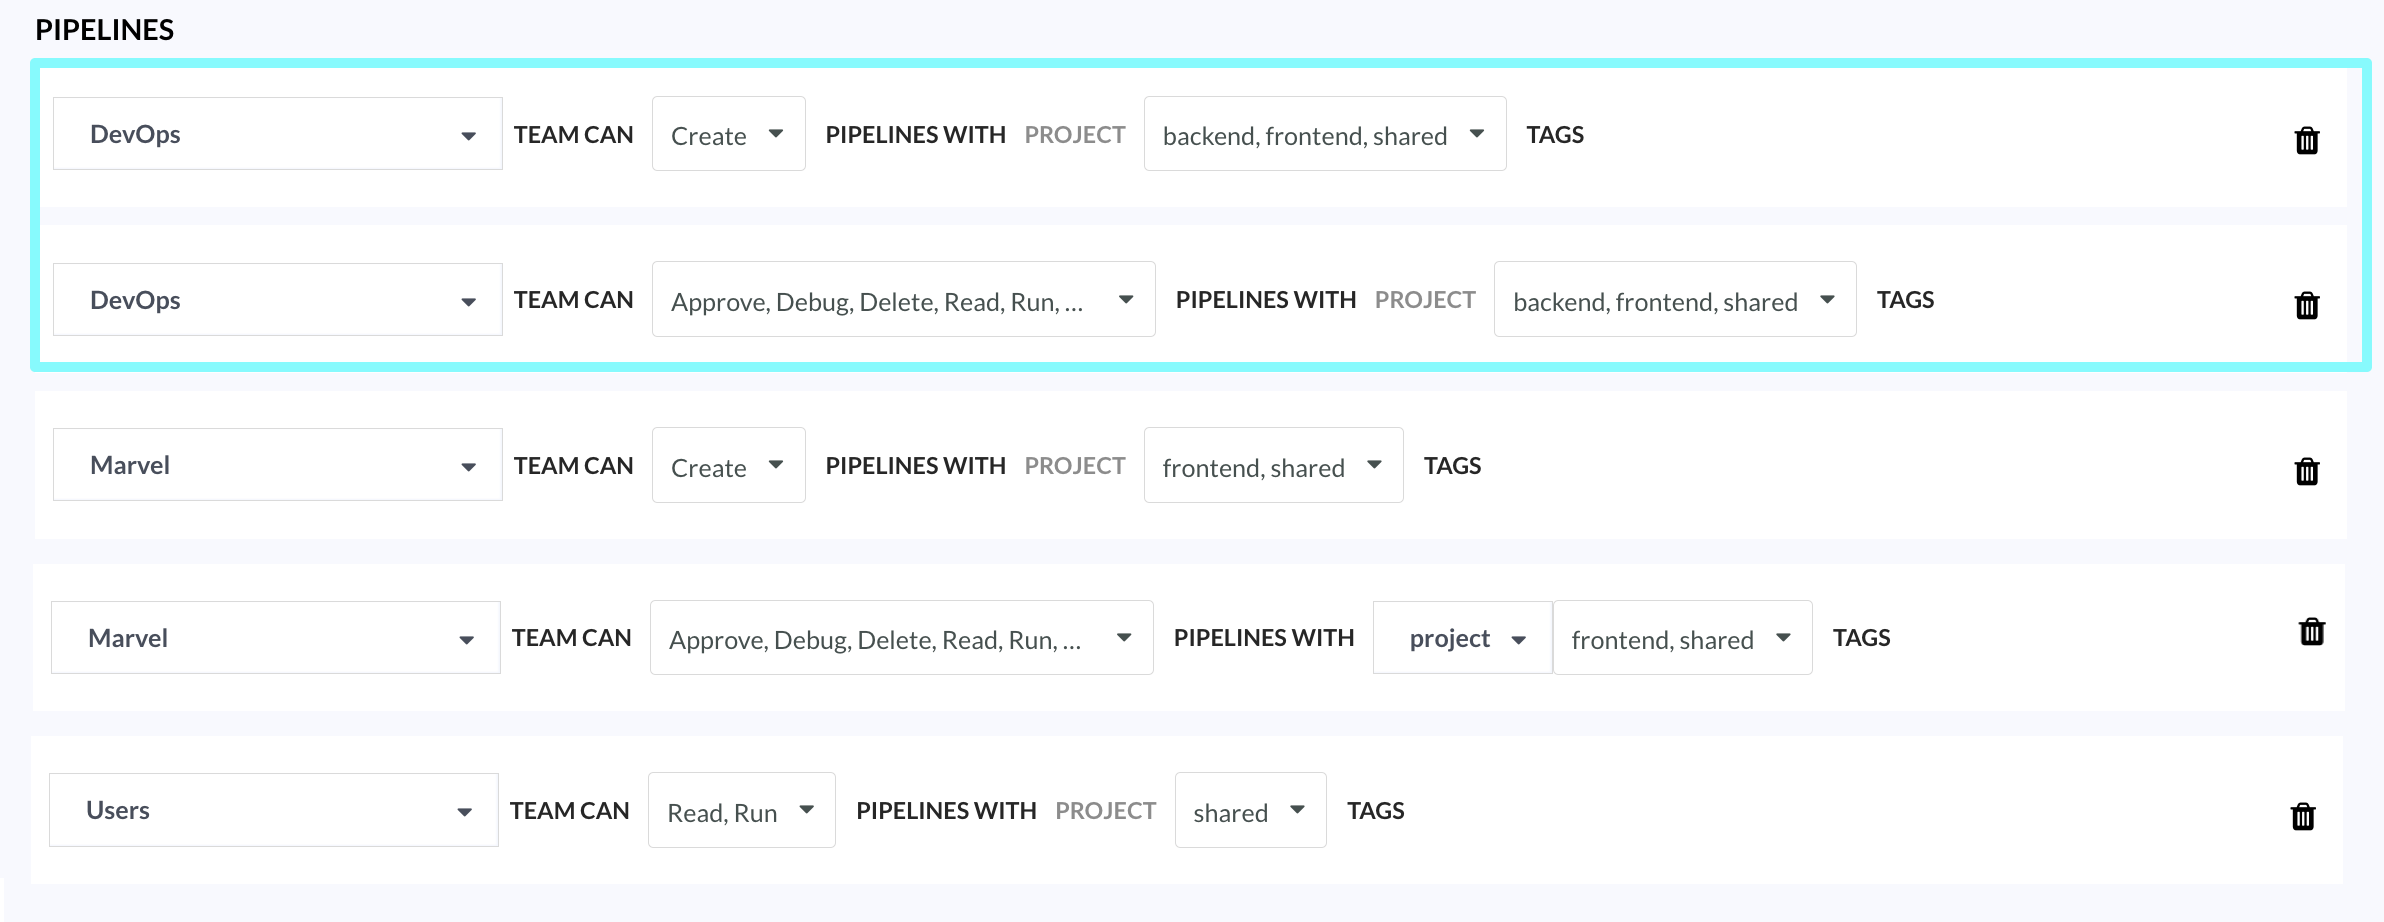 PIPELINES
DevOps TEAM CAN Create PIPELINES WITH PROJECT backend, frontend, shared TAGS
DevOps TEAM CAN Approve, Debug, Delete, Read, Run, ... PIPELINES WITH PROJECT backend, frontend, shared TAGS
Marvel TEAM CAN Create PIPELINES WITH PROJECT frontend, shared TAGS
Marvel TEAM CAN Approve, Debug, Delete, Read, Run, ... PIPELINES WITH project frontend, shared TAGS
Users TEAM CAN Read, Run PIPELINES WITH PROJECT shared TAGS